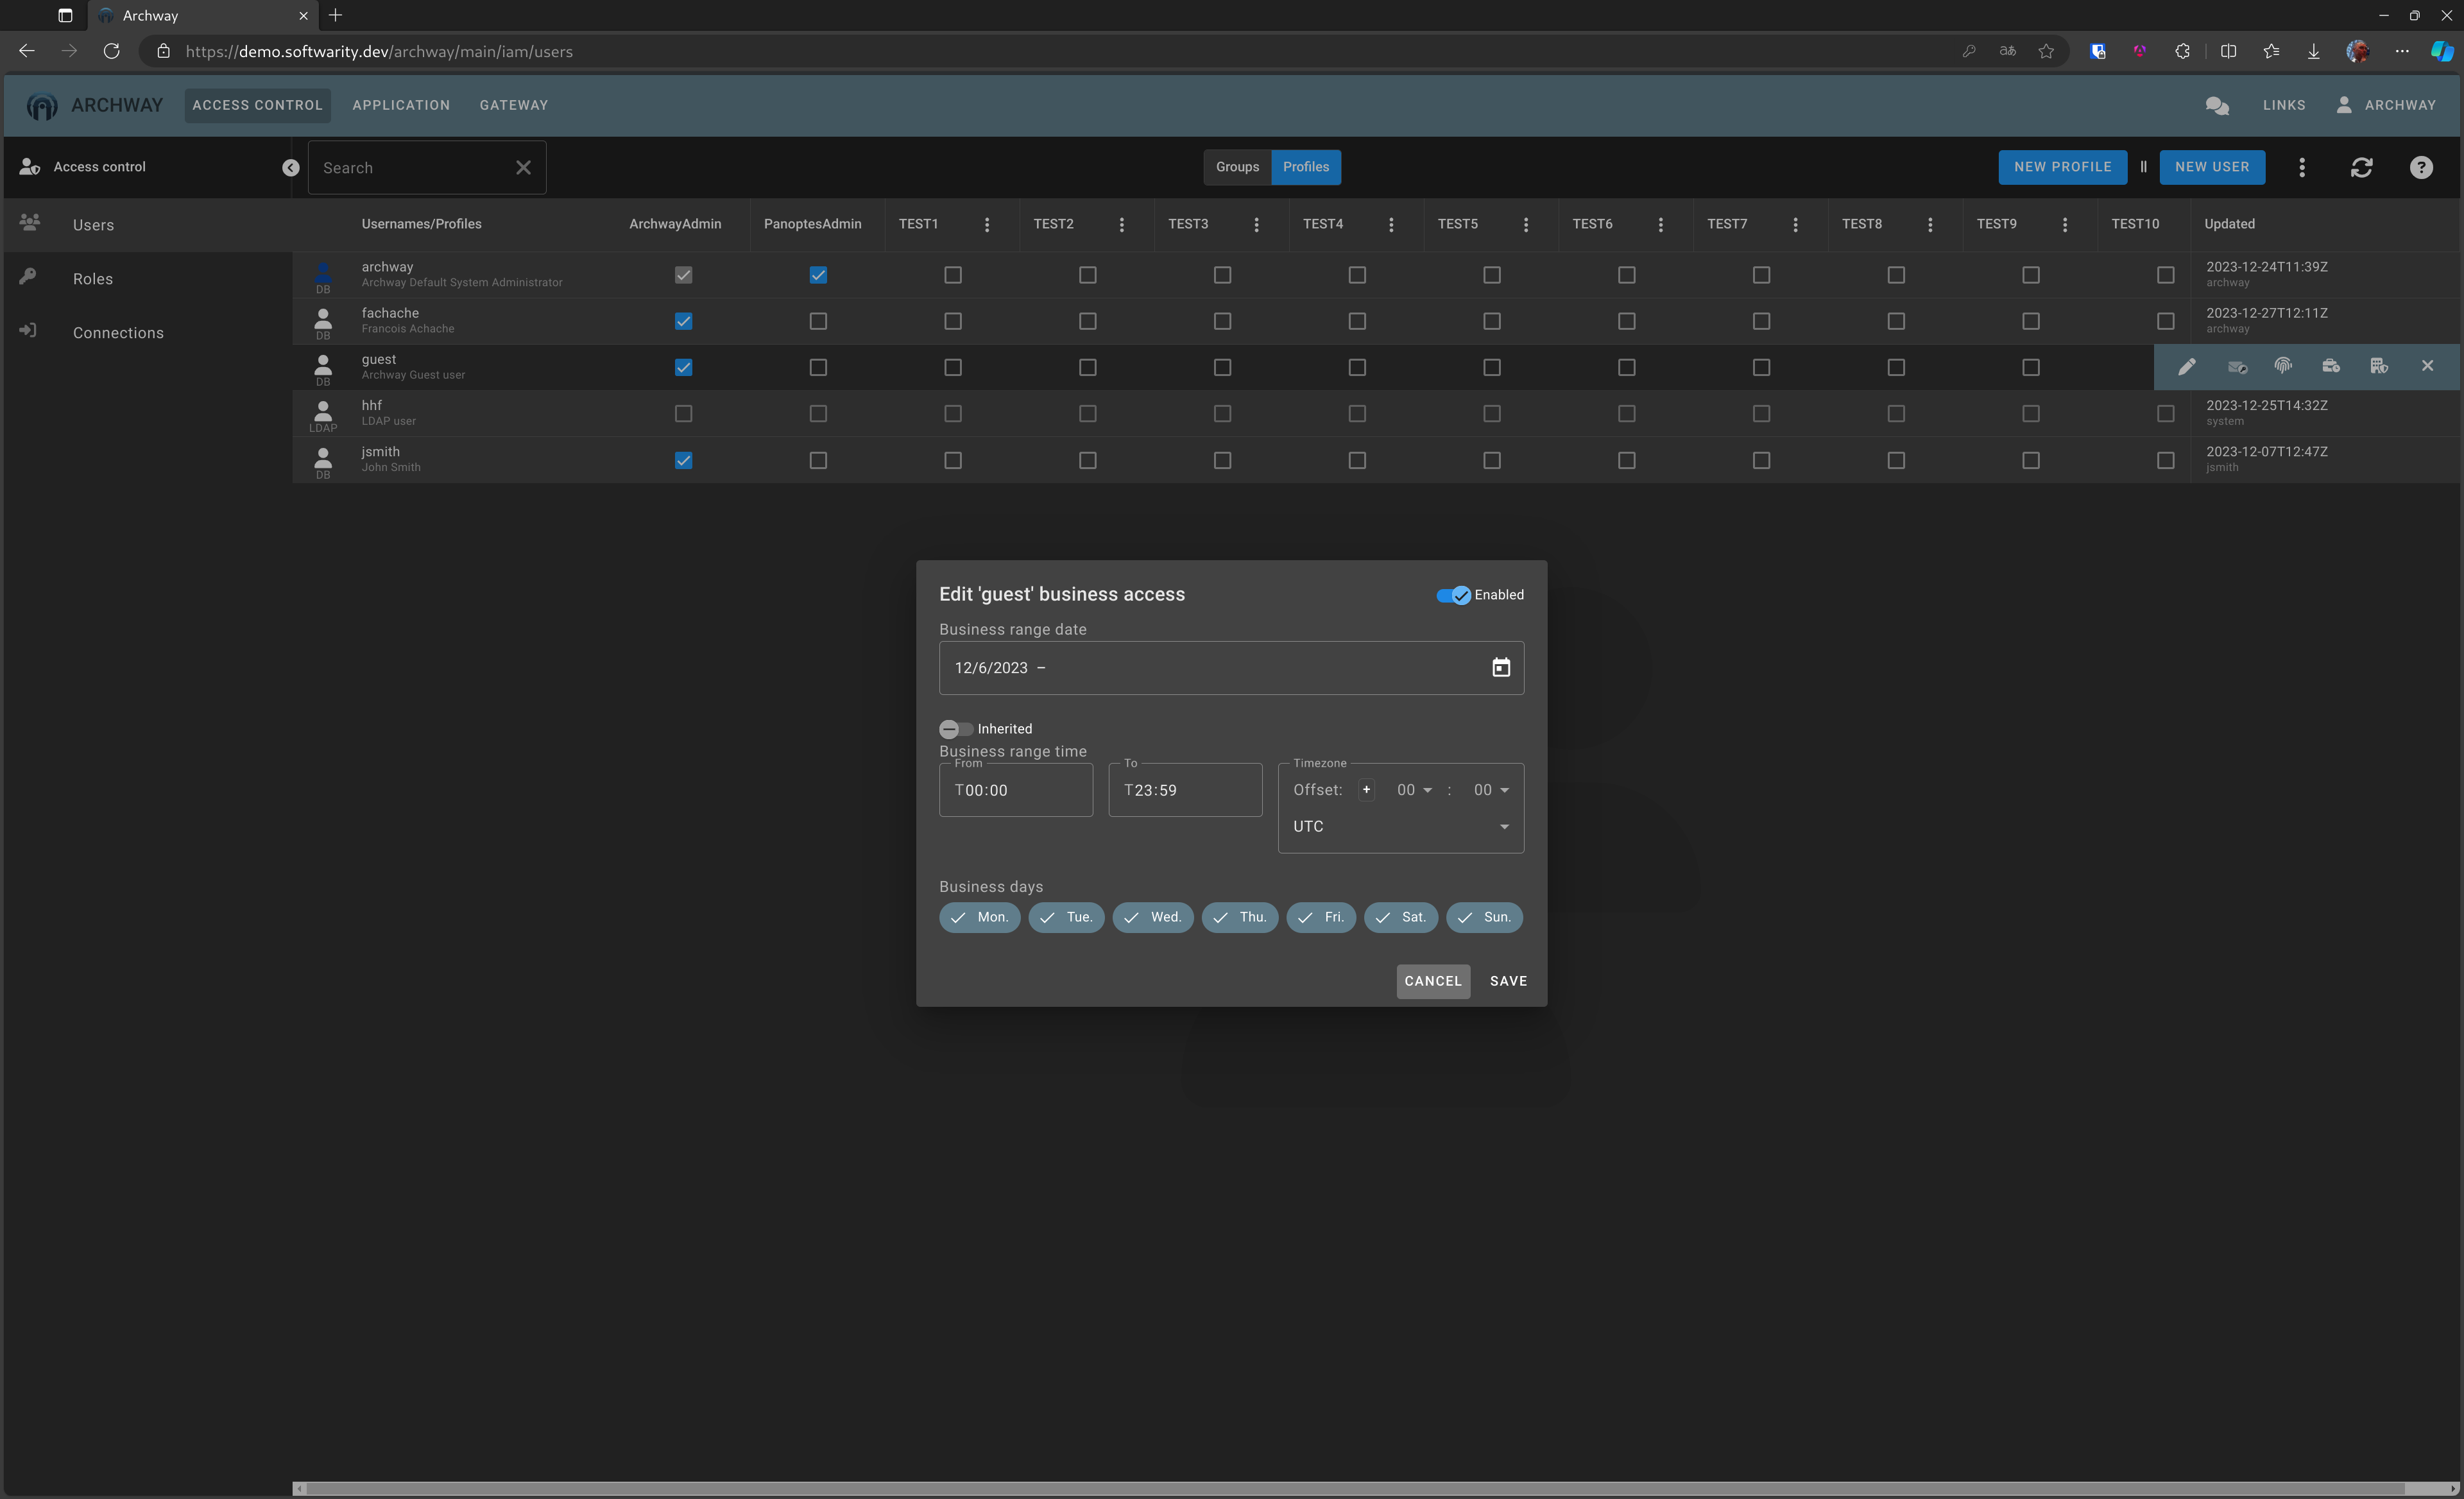 Archway
https://demo.softwarity.dev/archway/main/iam/users
ARCHWAY
ACCESS CONTROL
APPLICATION
GATEWAY
LINKS
ARCHWAY
Access control
Search
Groups
Profiles
NEW PROFILE
NEW USER
Users
Roles
Connections
Usernames/Profiles
ArchwayAdmin
PanoptesAdmin
TEST1
TEST2
TEST3
TEST4
TEST5
TEST6
TEST7
TEST8
TEST9
TEST10
Updated
DB
archway
Archway Default System Administrator
2023-12-24T11:39Z
archway
DB
fachache
Francois Achache
2023-12-27T12:11Z
archway
DB
guest
Archway Guest user
LDAP
hhf
LDAP user
2023-12-25T14:32Z
system
DB
jsmith
John Smith
2023-12-07T12:47Z
jsmith
Edit 'guest' business access
Enabled
Business range date
12/6/2023 –
Inherited
Business range time
From
T00:00
To
T23:59
Timezone
Offset: + 00 : 00
UTC
Business days
Mon.
Tue.
Wed.
Thu.
Fri.
Sat.
Sun.
CANCEL
SAVE